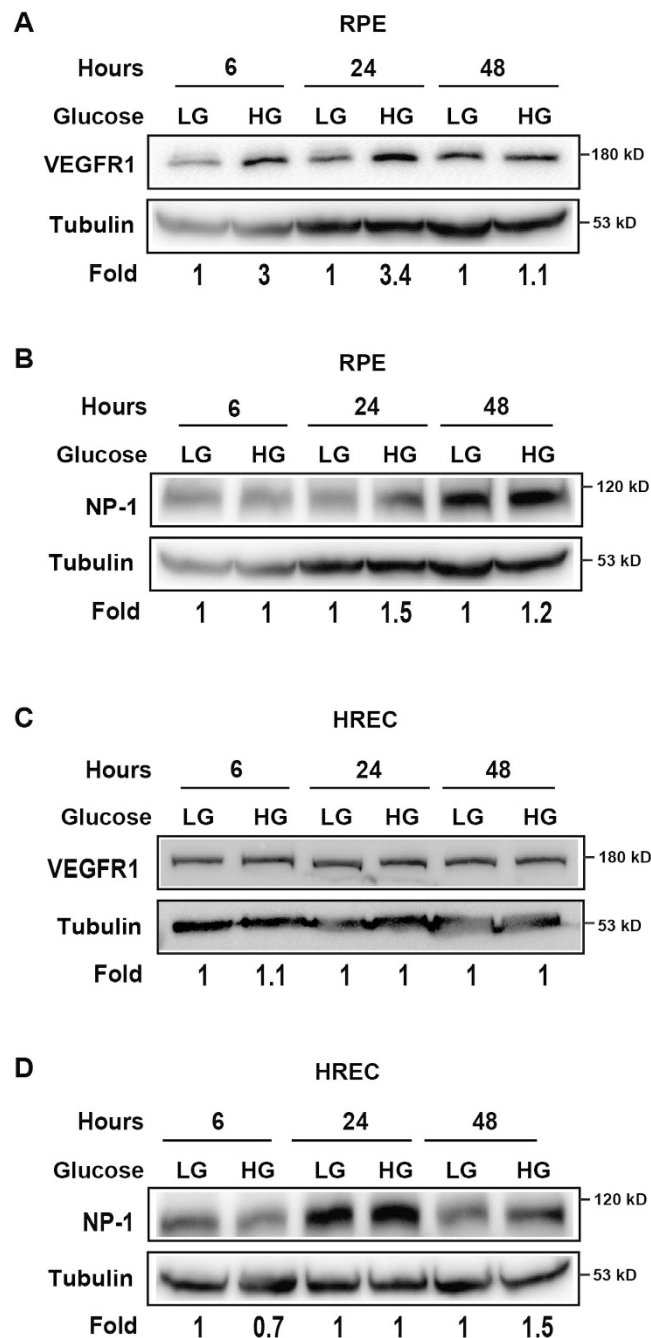 A
RPE
Hours 6 24 48
Glucose LG HG LG HG LG HG
VEGFR1 180 kD
Tubulin 53 kD
Fold 1 3 1 3.4 1 1.1
B
RPE
Hours 6 24 48
Glucose LG HG LG HG LG HG
NP-1 120 kD
Tubulin 53 kD
Fold 1 1 1 1.5 1 1.2
C
HREC
Hours 6 24 48
Glucose LG HG LG HG LG HG
VEGFR1 180 kD
Tubulin 53 kD
Fold 1 1.1 1 1 1 1
D
HREC
Hours 6 24 48
Glucose LG HG LG HG LG HG
NP-1 120 kD
Tubulin 53 kD
Fold 1 0.7 1 1 1 1.5